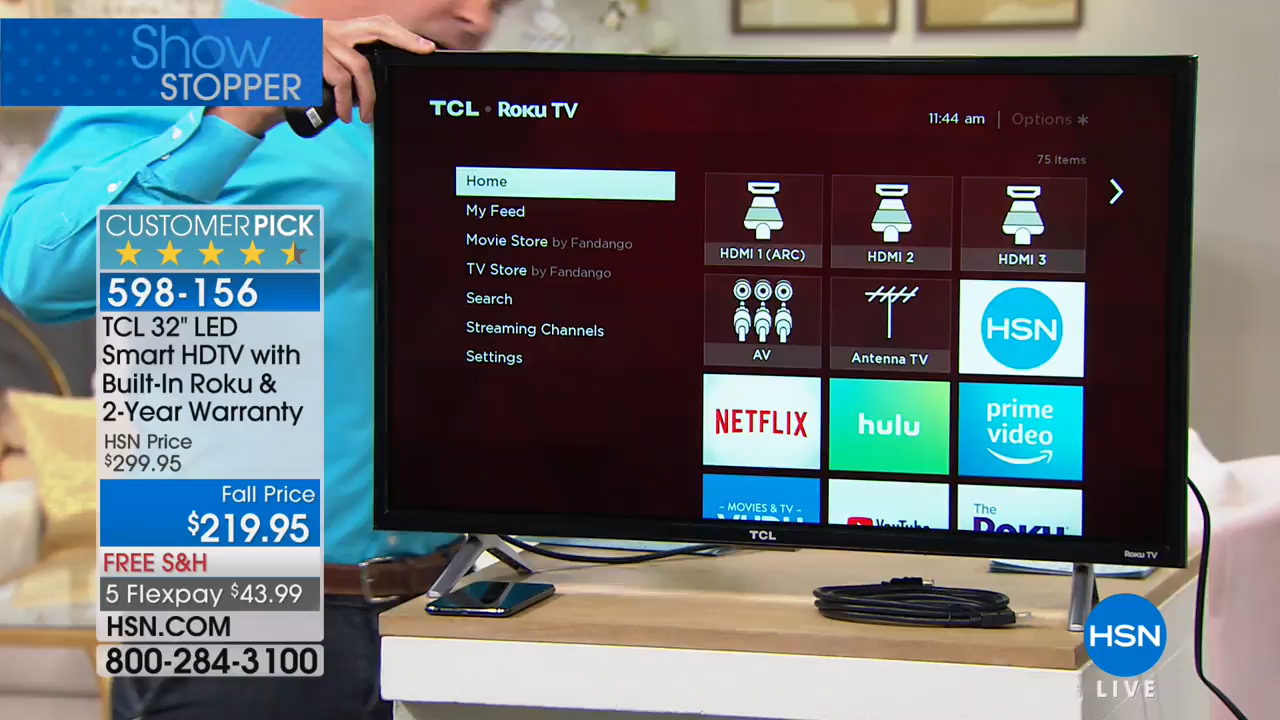 Show
STOPPER
CUSTOMER PICK
598-156
TCL 32" LED
Smart HDTV with
Built-In Roku &
2-Year Warranty
HSN Price
$299.95
Fall Price
$219.95
FREE S&H
5 Flexpay $43.99
HSN.COM
800-284-3100
TCL • Roku TV
11:44 am | Options ✱
75 Items
Home
My Feed
Movie Store by Fandango
TV Store by Fandango
Search
Streaming Channels
Settings
HDMI 1 (ARC)
HDMI 2
HDMI 3
AV
Antenna TV
HSN
NETFLIX
hulu
prime
video
MOVIES & TV
VUDU
YouTube
The
Roku
TCL
Roku TV
HSN
LIVE